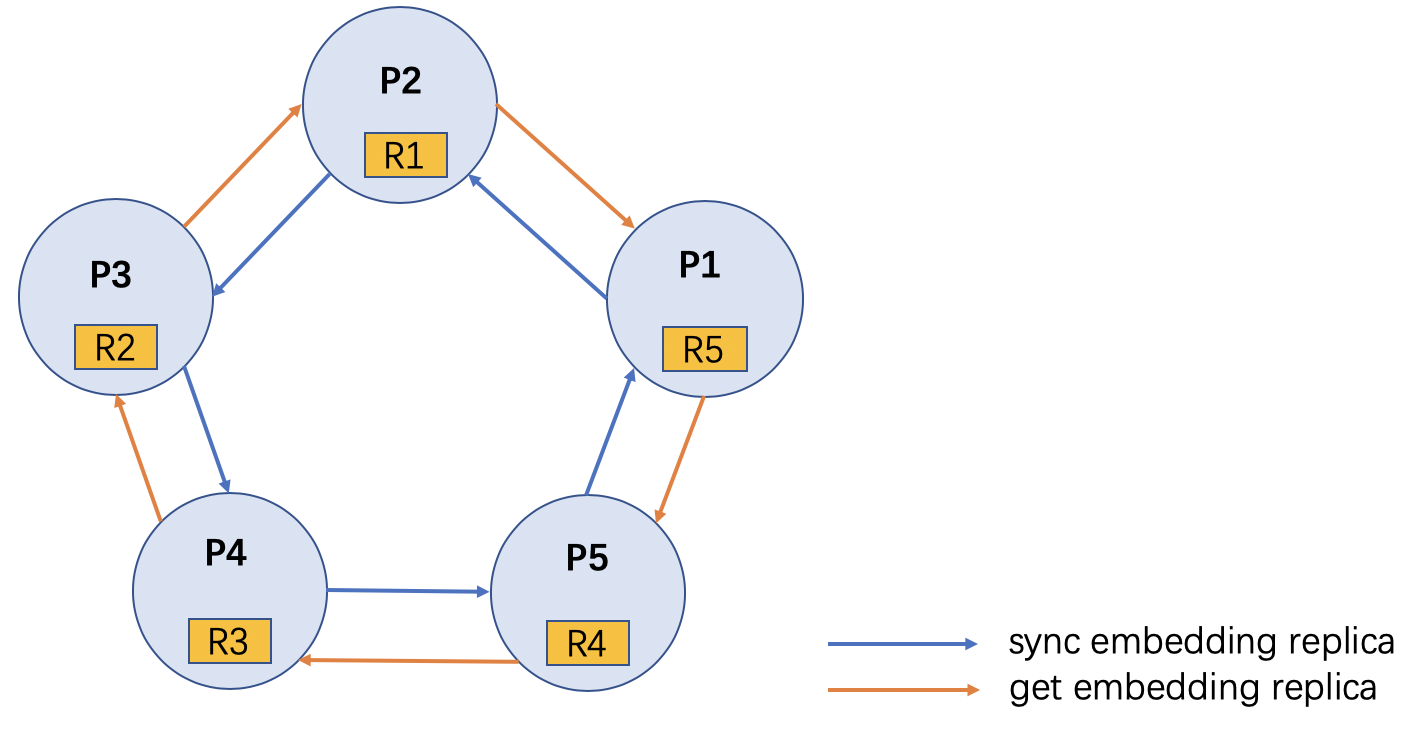 P2
R1
P1
R5
P3
R2
P4
R3
P5
R4
sync embedding replica
get embedding replica